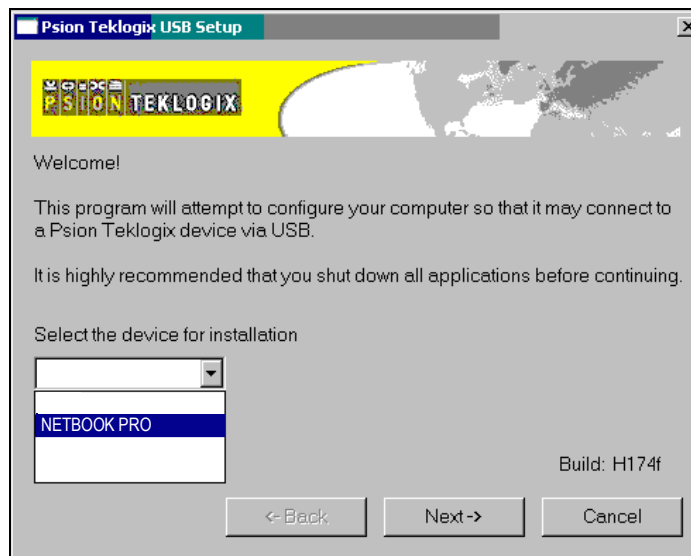 Psion Teklogix USB Setup
PSION TEKLOGIX
Welcome!
This program will attempt to configure your computer so that it may connect to
a Psion Teklogix device via USB.
It is highly recommended that you shut down all applications before continuing.
Select the device for installation
NETBOOK PRO
Build: H174f
<-Back
Next->
Cancel